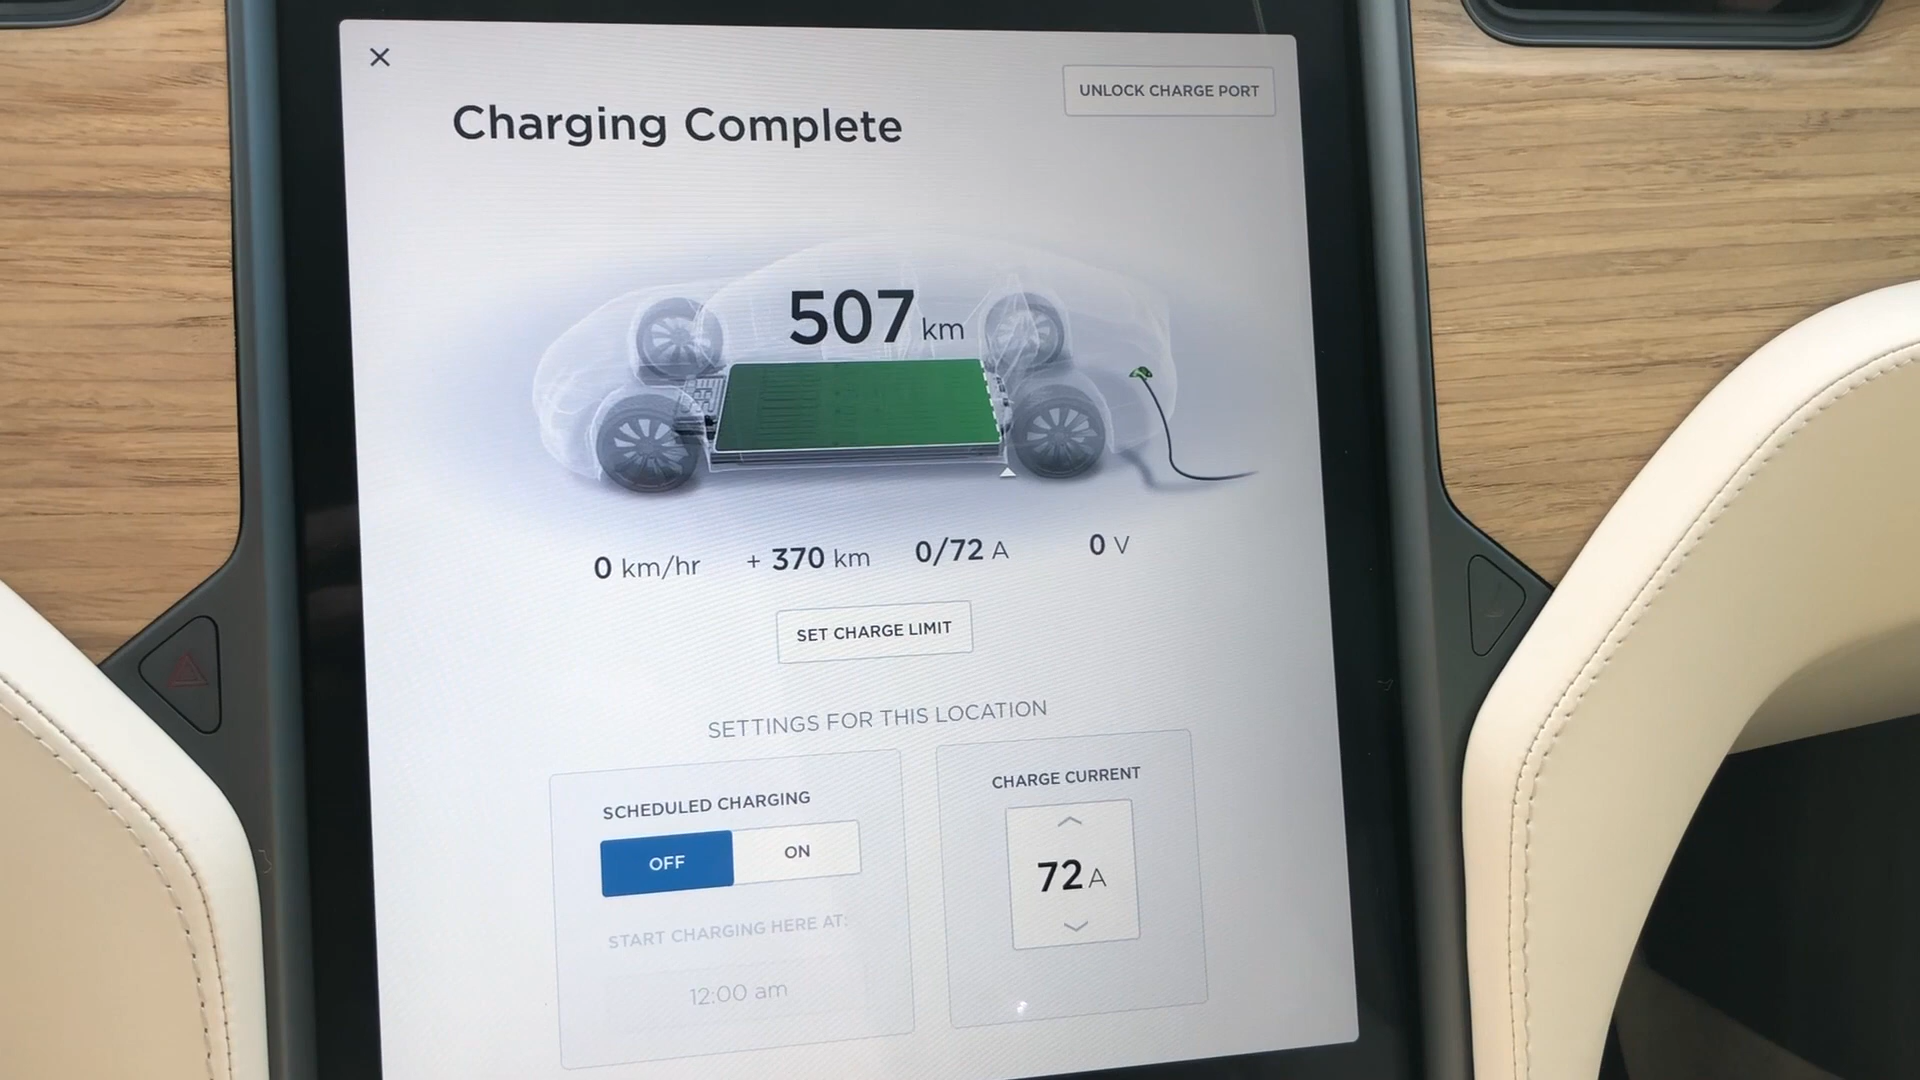 UNLOCK CHARGE PORT
Charging Complete
507 km
0 km/hr + 370 km 0/72 A 0 V
SET CHARGE LIMIT
SETTINGS FOR THIS LOCATION
SCHEDULED CHARGING
OFF ON
START CHARGING HERE AT:
12:00 am
CHARGE CURRENT
72 A